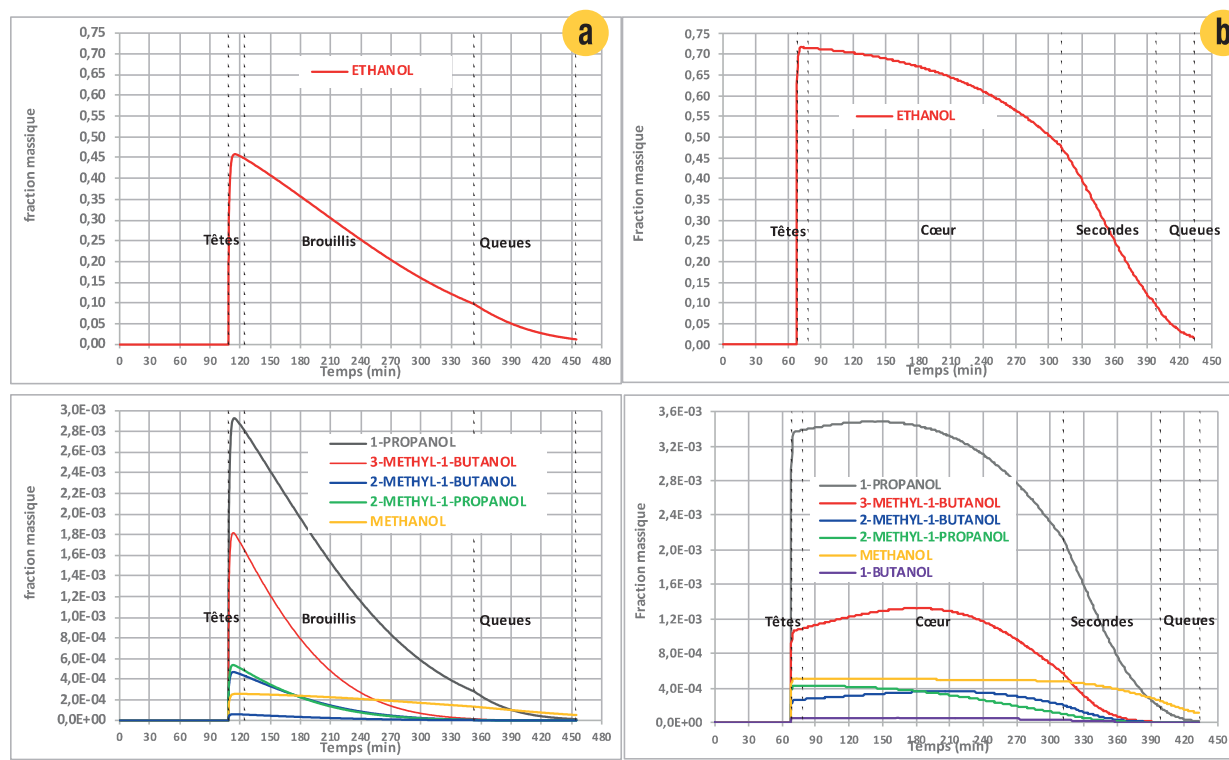 a
0,75
0,70
0,65
0,60
0,55
0,50
0,45
0,40
0,35
0,30
0,25
0,20
0,15
0,10
0,05
0,00
fraction massique
ETHANOL
Têtes
Brouillis
Queues
0 30 60 90 120 150 180 210 240 270 300 330 360 390 420 450 480
Temps (min)
b
0,75
0,70
0,65
0,60
0,55
0,50
0,45
0,40
0,35
0,30
0,25
0,20
0,15
0,10
0,05
0,00
Fraction massique
ETHANOL
Têtes
Cœur
Secondes
Queues
0 30 60 90 120 150 180 210 240 270 300 330 360 390 420 450
Temps (min)
3,0E-03
2,8E-03
2,6E-03
2,4E-03
2,2E-03
2,0E-03
1,8E-03
1,6E-03
1,4E-03
1,2E-03
1,0E-03
8,0E-04
6,0E-04
4,0E-04
2,0E-04
0,0E+00
fraction massique
1-PROPANOL
3-METHYL-1-BUTANOL
2-METHYL-1-BUTANOL
2-METHYL-1-PROPANOL
METHANOL
Têtes
Brouillis
Queues
0 30 60 90 120 150 180 210 240 270 300 330 360 390 420 450 480
Temps (min)
3,6E-03
3,2E-03
2,8E-03
2,4E-03
2,0E-03
1,6E-03
1,2E-03
8,0E-04
4,0E-04
0,0E+00
Fraction massique
1-PROPANOL
3-METHYL-1-BUTANOL
2-METHYL-1-BUTANOL
2-METHYL-1-PROPANOL
METHANOL
1-BUTANOL
Têtes
Cœur
Secondes
Queues
0 30 60 90 120 150 180 210 240 270 300 330 360 390 420 450
Temps (min)